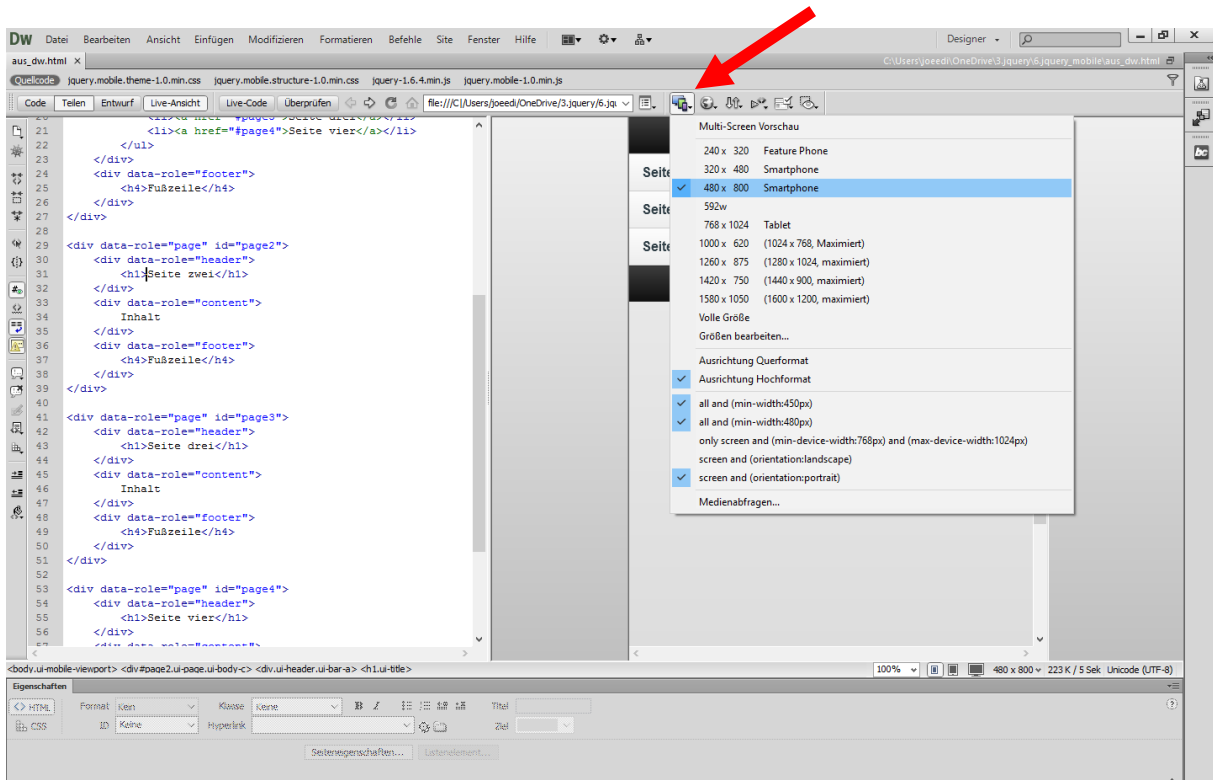 DW Datei Bearbeiten Ansicht Einfügen Modifizieren Formatieren Befehle Site Fenster Hilfe Designer
aus_dw.html × C:\Users\joeedi\OneDrive\3.jquery\6.jquery_mobile\aus_dw.html
Quellcode jquery.mobile.theme-1.0.min.css jquery.mobile.structure-1.0.min.css jquery-1.6.4.min.js jquery.mobile-1.0.min.js
Code Teilen Entwurf Live-Ansicht Live-Code Überprüfen file:///C|/Users/joeedi/OneDrive/3.jquery/6.jqu
20 <li><a href="#page3">Seite drei</a></li>
21 <li><a href="#page4">Seite vier</a></li>
22 </ul>
23 </div>
24 <div data-role="footer">
25 <h4>Fußzeile</h4>
26 </div>
27 </div>
28
29 <div data-role="page" id="page2">
30 <div data-role="header">
31 <h1>Seite zwei</h1>
32 </div>
33 <div data-role="content">
34 Inhalt
35 </div>
36 <div data-role="footer">
37 <h4>Fußzeile</h4>
38 </div>
39 </div>
40
41 <div data-role="page" id="page3">
42 <div data-role="header">
43 <h1>Seite drei</h1>
44 </div>
45 <div data-role="content">
46 Inhalt
47 </div>
48 <div data-role="footer">
49 <h4>Fußzeile</h4>
50 </div>
51 </div>
52
53 <div data-role="page" id="page4">
54 <div data-role="header">
55 <h1>Seite vier</h1>
56 </div>
57 <div data-role="content">
Seite
Seite
Seite
Multi-Screen Vorschau
240 x 320 Feature Phone
320 x 480 Smartphone
480 x 800 Smartphone
592w
768 x 1024 Tablet
1000 x 620 (1024 x 768, Maximiert)
1260 x 875 (1280 x 1024, maximiert)
1420 x 750 (1440 x 900, maximiert)
1580 x 1050 (1600 x 1200, maximiert)
Volle Größe
Größen bearbeiten...
Ausrichtung Querformat
Ausrichtung Hochformat
all and (min-width:450px)
all and (min-width:480px)
only screen and (min-device-width:768px) and (max-device-width:1024px)
screen and (orientation:landscape)
screen and (orientation:portrait)
Medienabfragen...
bc
<body.ui-mobile-viewport> <div#page2.ui-page.ui-body-c> <div.ui-header.ui-bar-a> <h1.ui-title> 100% 480 x 800 223 K / 5 Sek Unicode (UTF-8)
Eigenschaften
<> HTML Format Kein Klasse Keine B I Titel
CSS ID Keine Hyperlink Ziel
Seiteneigenschaften... Listenelement...